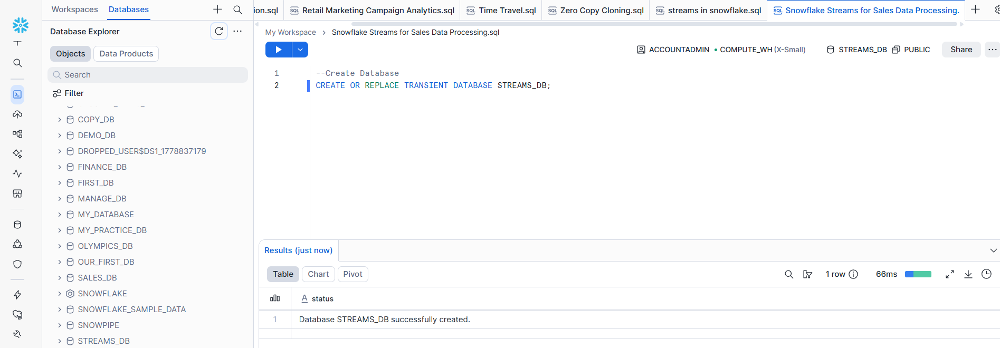 Workspaces Databases
ion.sql Retail Marketing Campaign Analytics.sql Time Travel.sql Zero Copy Cloning.sql streams in snowflake.sql Snowflake Streams for Sales Data Processing.
Database Explorer
Objects Data Products
Search
Filter
COPY_DB
DEMO_DB
DROPPED_USER$DS1_1778837179
FINANCE_DB
FIRST_DB
MANAGE_DB
MY_DATABASE
MY_PRACTICE_DB
OLYMPICS_DB
OUR_FIRST_DB
SALES_DB
SNOWFLAKE
SNOWFLAKE_SAMPLE_DATA
SNOWPIPE
STREAMS_DB
My Workspace > Snowflake Streams for Sales Data Processing.sql
ACCOUNTADMIN COMPUTE_WH (X-Small) STREAMS_DB PUBLIC Share
1 --Create Database
2 CREATE OR REPLACE TRANSIENT DATABASE STREAMS_DB;
Results (just now)
Table Chart Pivot
1 row 66ms
A status
1 Database STREAMS_DB successfully created.